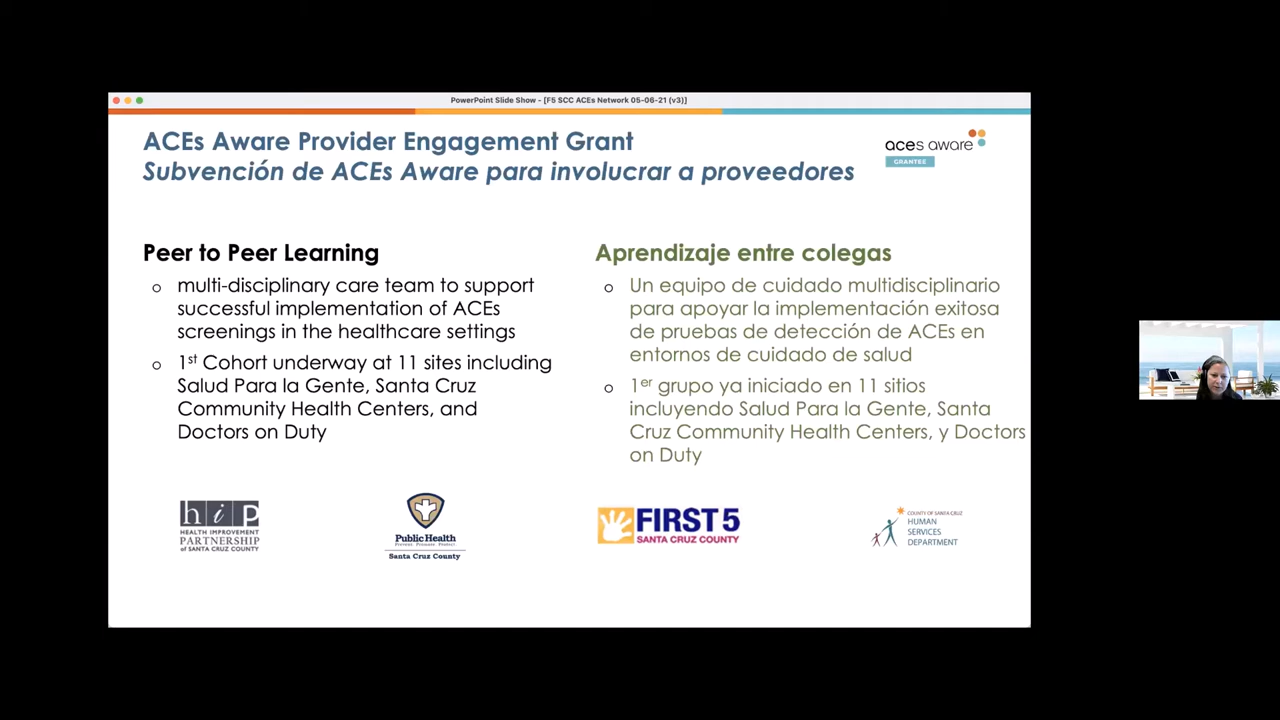 PowerPoint Slide Show - [F5 SCC ACEs Network 05-06-21 (v3)]
ACEs Aware Provider Engagement Grant
Subvención de ACEs Aware para involucrar a proveedores
aces aware
GRANTEE
Peer to Peer Learning
multi-disciplinary care team to support
successful implementation of ACEs
screenings in the healthcare settings
1st Cohort underway at 11 sites including
Salud Para la Gente, Santa Cruz
Community Health Centers, and
Doctors on Duty
Aprendizaje entre colegas
Un equipo de cuidado multidisciplinario
para apoyar la implementación exitosa
de pruebas de detección de ACEs en
entornos de cuidado de salud
1er grupo ya iniciado en 11 sitios
incluyendo Salud Para la Gente, Santa
Cruz Community Health Centers, y Doctors
on Duty
hip
HEALTH IMPROVEMENT
PARTNERSHIP
of SANTA CRUZ COUNTY
Public Health
Prevent. Promote. Protect.
Santa Cruz County
FIRST 5
SANTA CRUZ COUNTY
COUNTY OF SANTA CRUZ
HUMAN
SERVICES
DEPARTMENT